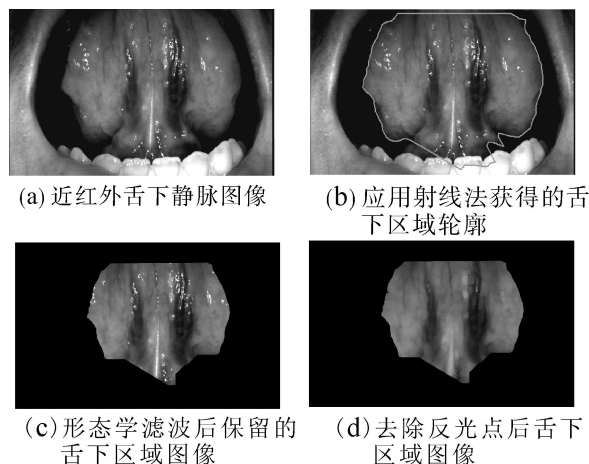 (a) 近红外舌下静脉图像
(b) 应用射线法获得的舌
下区域轮廓
(c) 形态学滤波后保留的
舌下区域图像
(d) 去除反光点后舌下
区域图像